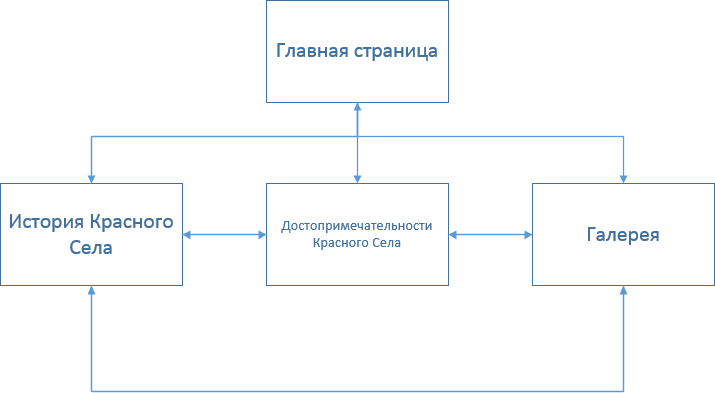 Главная страница
История Красного
Села
Достопримечательности
Красного Села
Галерея